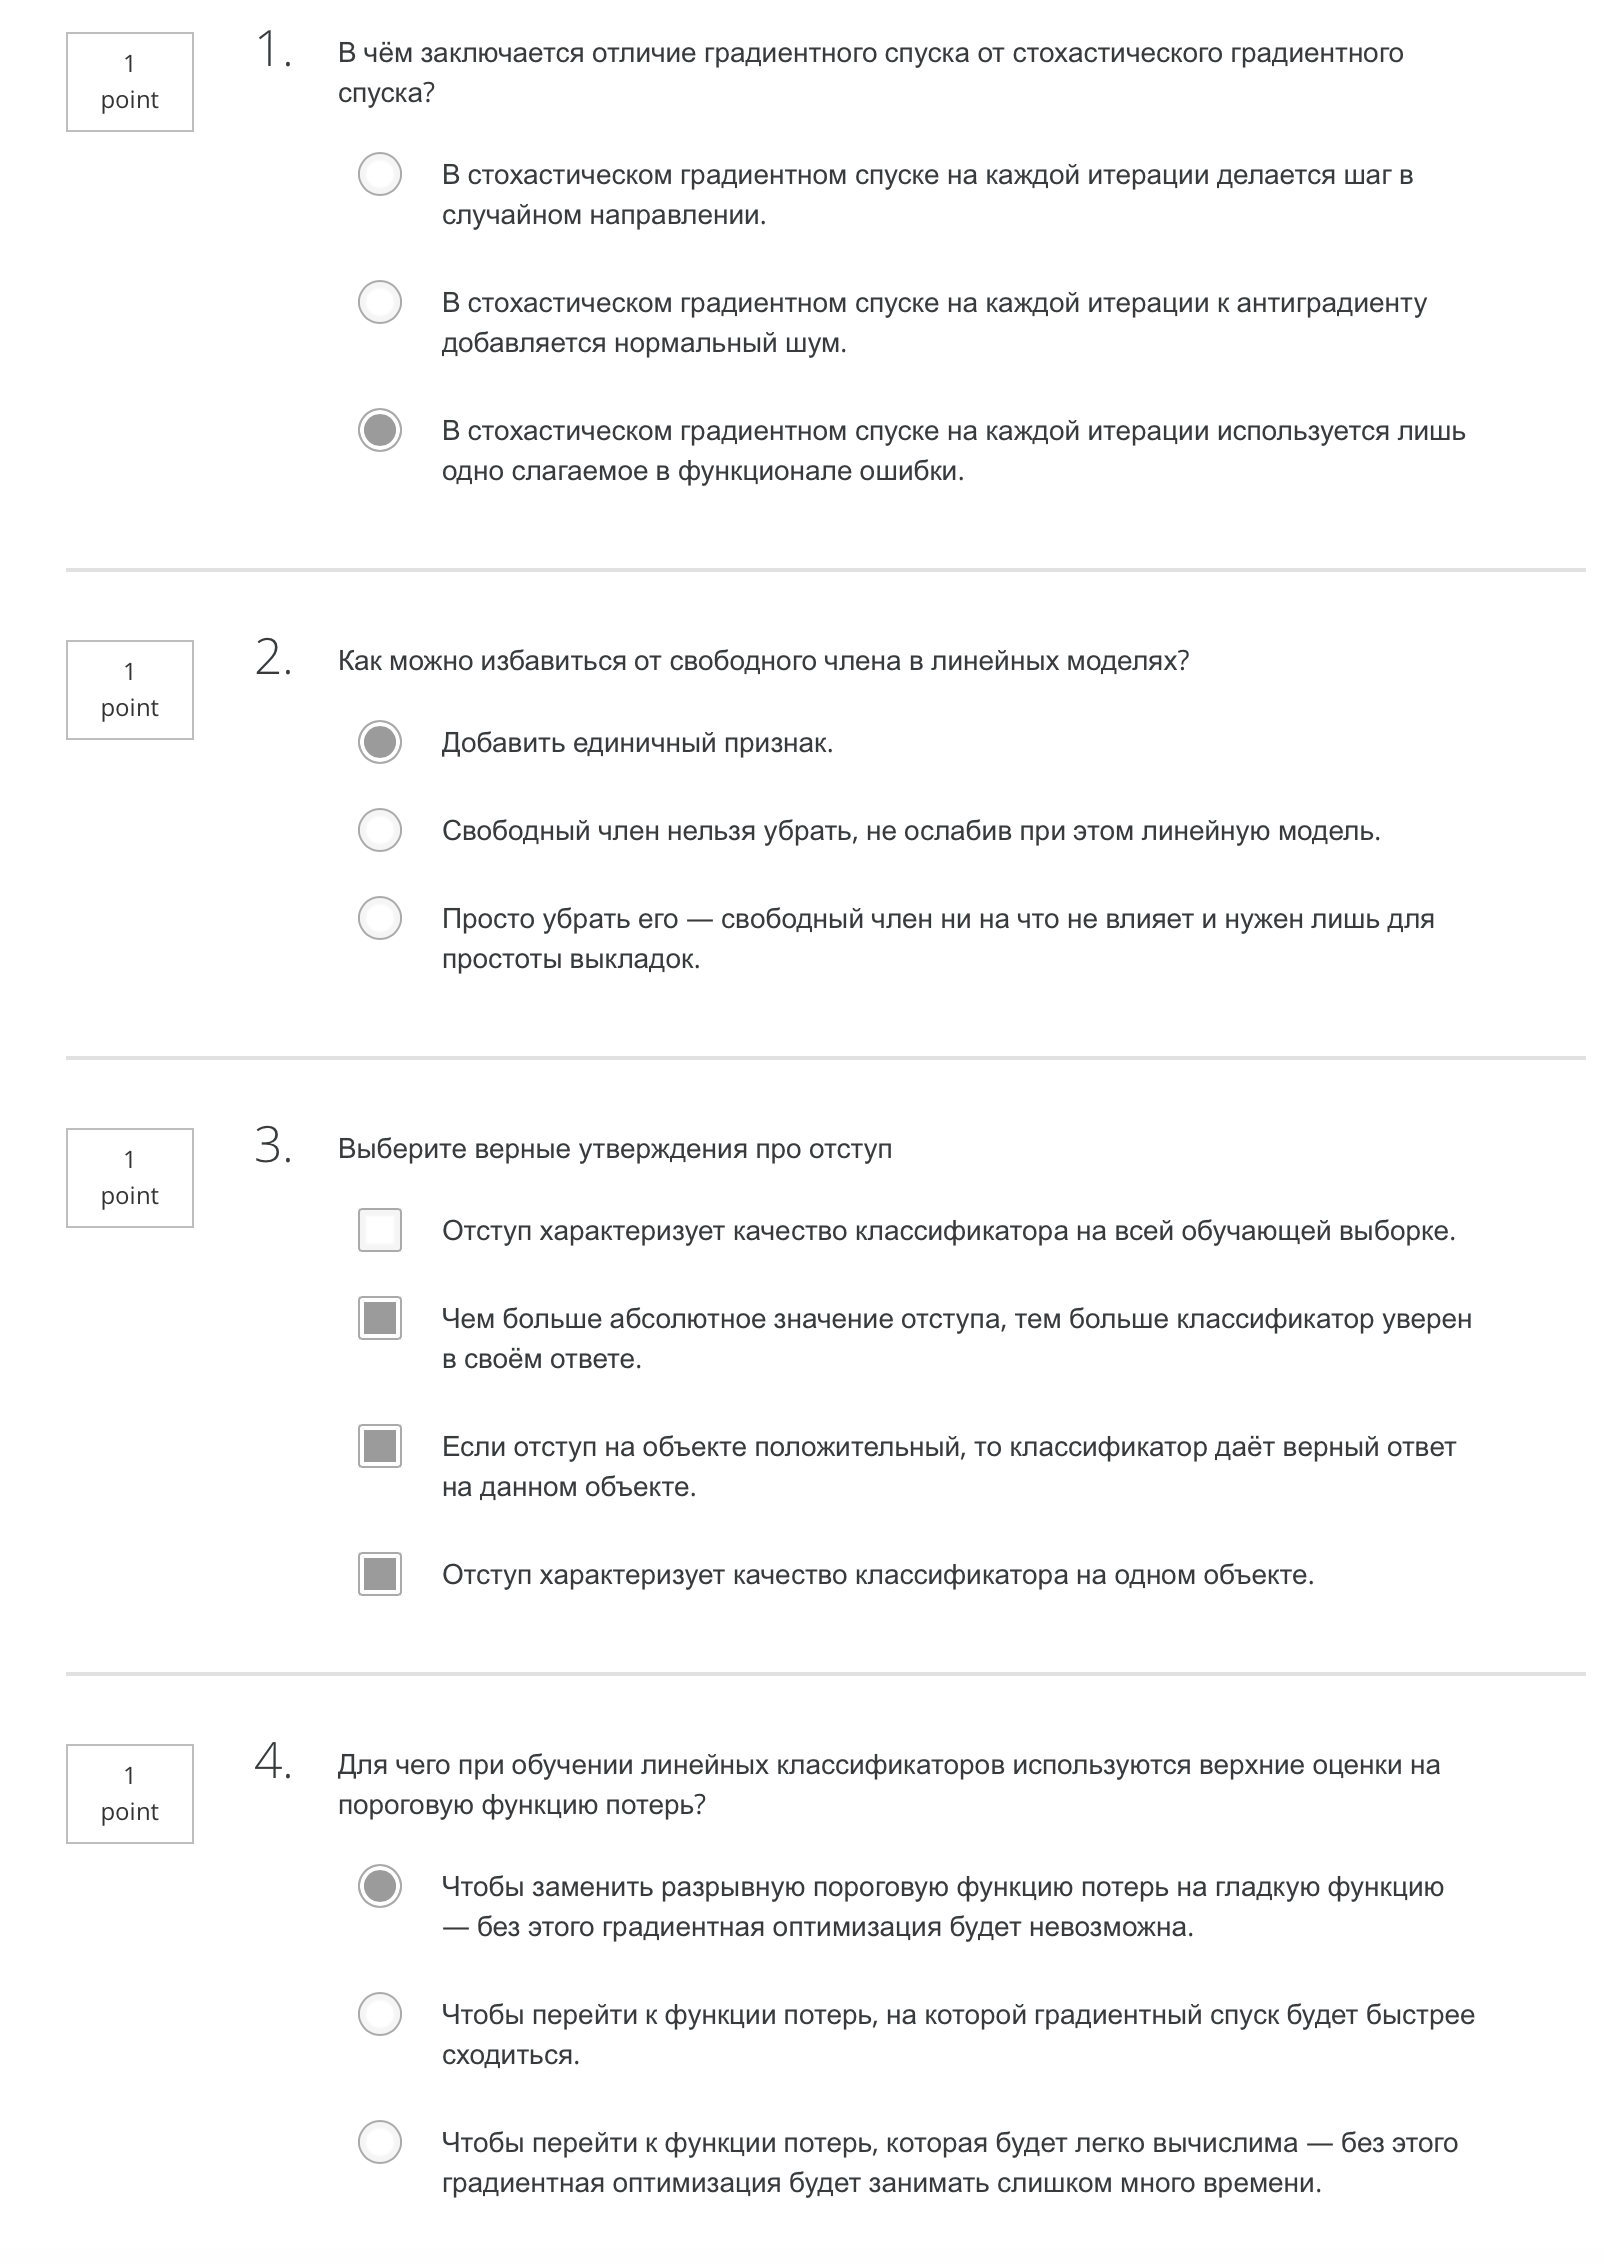 1
point
1.
В чём заключается отличие градиентного спуска от стохастического градиентного
спуска?
В стохастическом градиентном спуске на каждой итерации делается шаг в
случайном направлении.
В стохастическом градиентном спуске на каждой итерации к антиградиенту
добавляется нормальный шум.
В стохастическом градиентном спуске на каждой итерации используется лишь
одно слагаемое в функционале ошибки.
1
point
2.
Как можно избавиться от свободного члена в линейных моделях?
Добавить единичный признак.
Свободный член нельзя убрать, не ослабив при этом линейную модель.
Просто убрать его — свободный член ни на что не влияет и нужен лишь для
простоты выкладок.
1
point
3.
Выберите верные утверждения про отступ
Отступ характеризует качество классификатора на всей обучающей выборке.
Чем больше абсолютное значение отступа, тем больше классификатор уверен
в своём ответе.
Если отступ на объекте положительный, то классификатор даёт верный ответ
на данном объекте.
Отступ характеризует качество классификатора на одном объекте.
1
point
4.
Для чего при обучении линейных классификаторов используются верхние оценки на
пороговую функцию потерь?
Чтобы заменить разрывную пороговую функцию потерь на гладкую функцию
— без этого градиентная оптимизация будет невозможна.
Чтобы перейти к функции потерь, на которой градиентный спуск будет быстрее
сходиться.
Чтобы перейти к функции потерь, которая будет легко вычислима — без этого
градиентная оптимизация будет занимать слишком много времени.